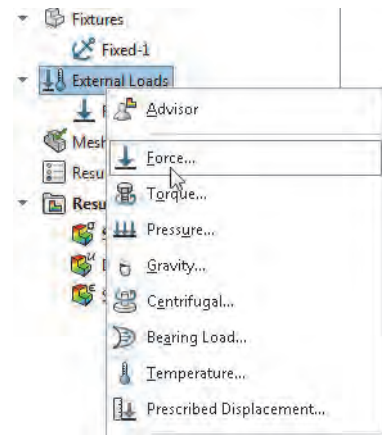 Fixtures
Fixed-1
External Loads
Advisor
Mesh
Force...
Resu
Torque...
Resu
Pressure...
Gravity...
Centrifugal...
Bearing Load...
Temperature...
Prescribed Displacement...